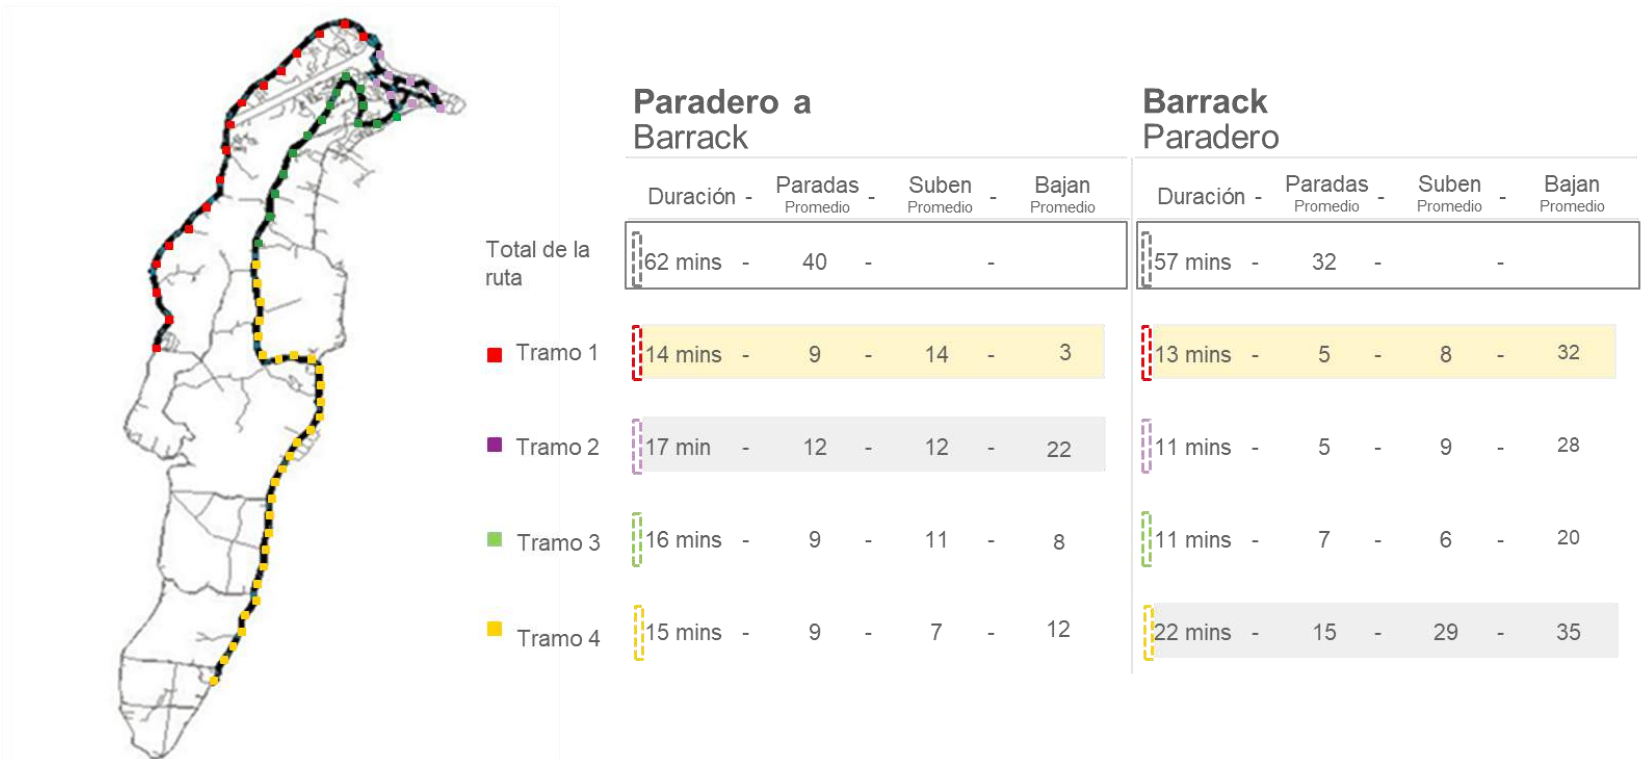 Paradero a
Barrack
Barrack
Paradero
Duración - Paradas Promedio - Suben Promedio - Bajan Promedio
Duración - Paradas Promedio - Suben Promedio - Bajan Promedio
Total de la
ruta
62 mins - 40 - -
57 mins - 32 - -
Tramo 1
14 mins - 9 - 14 - 3
13 mins - 5 - 8 - 32
Tramo 2
17 min - 12 - 12 - 22
11 mins - 5 - 9 - 28
Tramo 3
16 mins - 9 - 11 - 8
11 mins - 7 - 6 - 20
Tramo 4
15 mins - 9 - 7 - 12
22 mins - 15 - 29 - 35